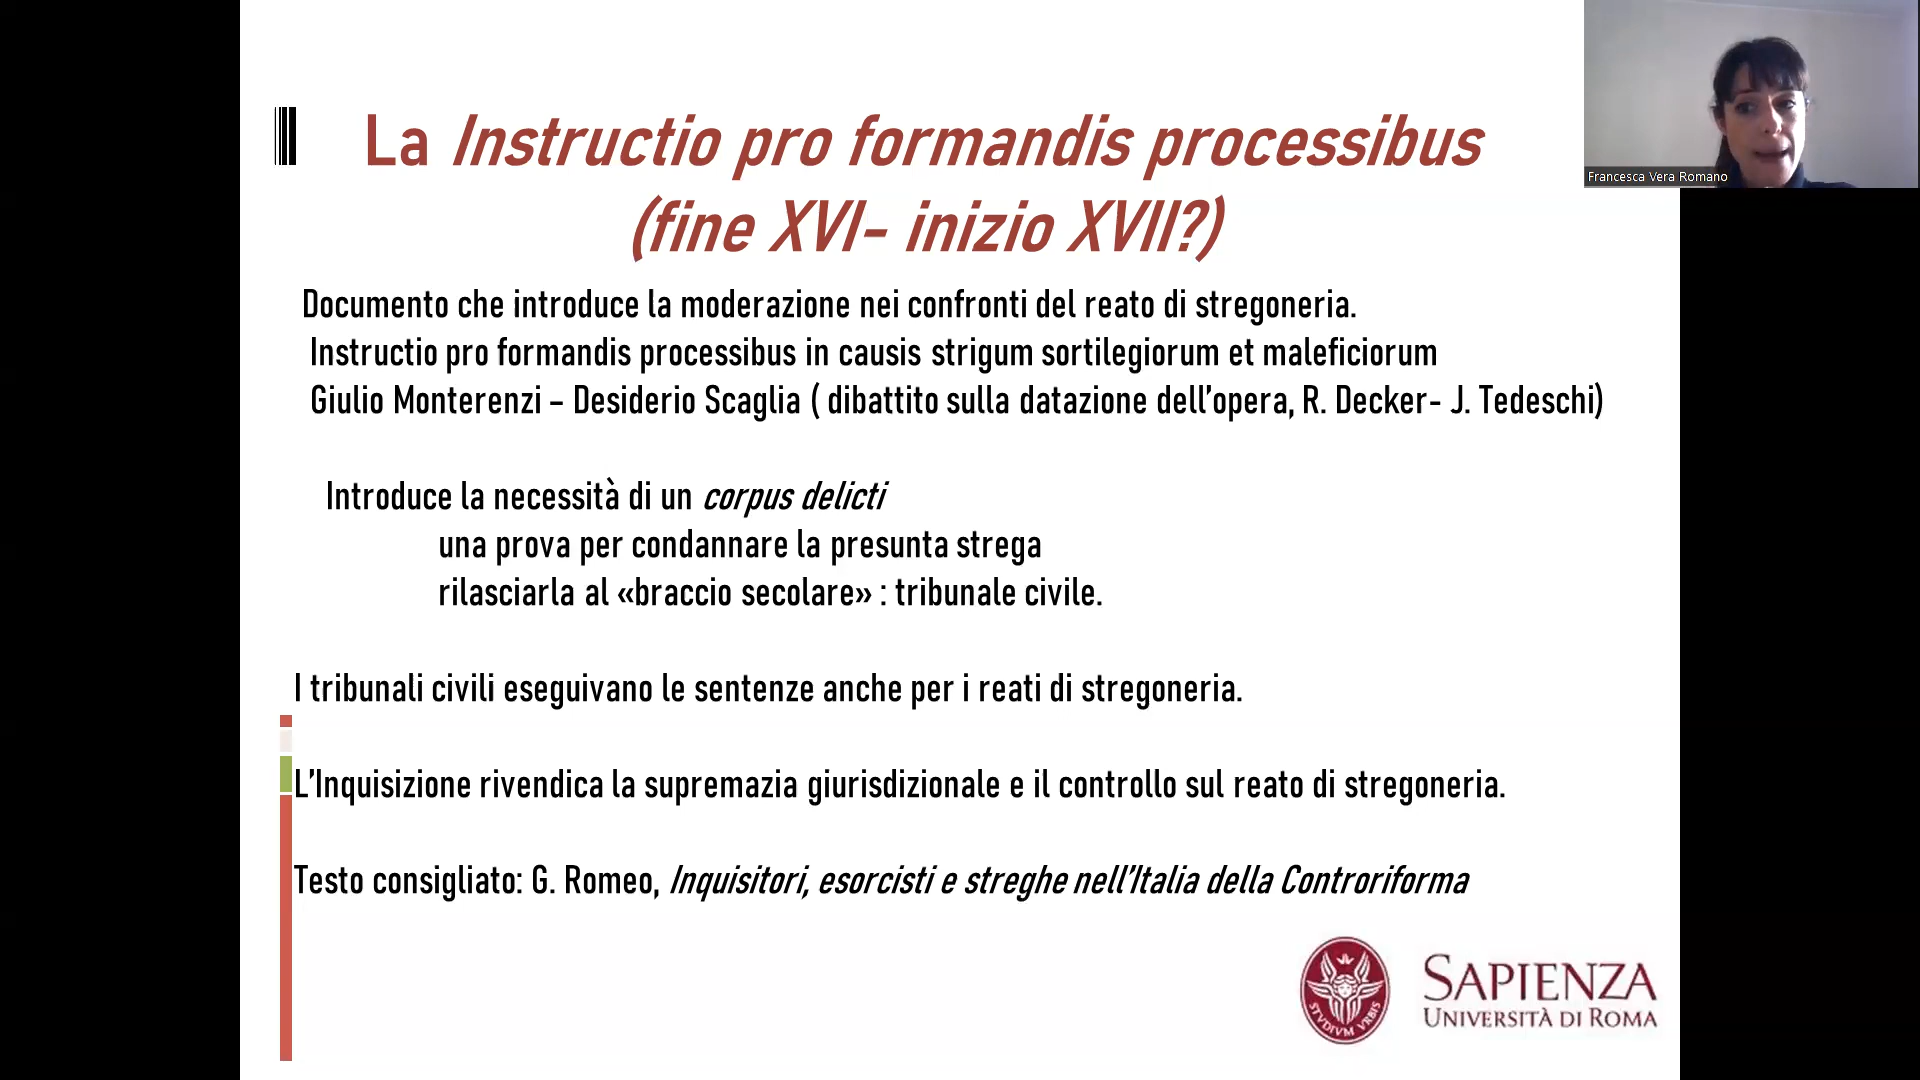 La Instructio pro formandis processibus
(fine XVI- inizio XVII?)
Francesca Vera Romano
Documento che introduce la moderazione nei confronti del reato di stregoneria.
Instructio pro formandis processibus in causis strigum sortilegiorum et maleficiorum
Giulio Monterenzi – Desiderio Scaglia ( dibattito sulla datazione dell’opera, R. Decker- J. Tedeschi)
Introduce la necessità di un corpus delicti
una prova per condannare la presunta strega
rilasciarla al «braccio secolare» : tribunale civile.
I tribunali civili eseguivano le sentenze anche per i reati di stregoneria.
L’Inquisizione rivendica la supremazia giurisdizionale e il controllo sul reato di stregoneria.
Testo consigliato: G. Romeo, Inquisitori, esorcisti e streghe nell’Italia della Controriforma
STVDIVM VRBIS
SAPIENZA
UNIVERSITÀ DI ROMA